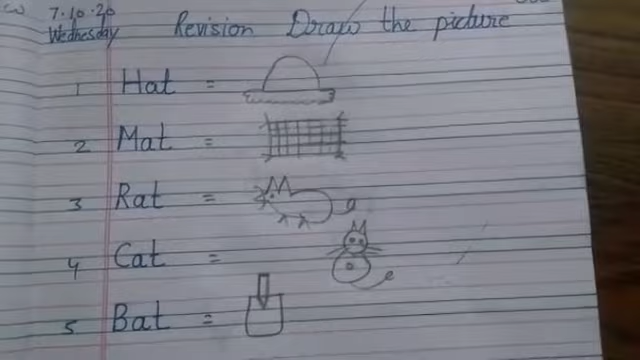 7.10.20
Wednesday Revision Draw the picture
1 Hat =
2 Mat =
3 Rat =
4 Cat =
5 Bat =